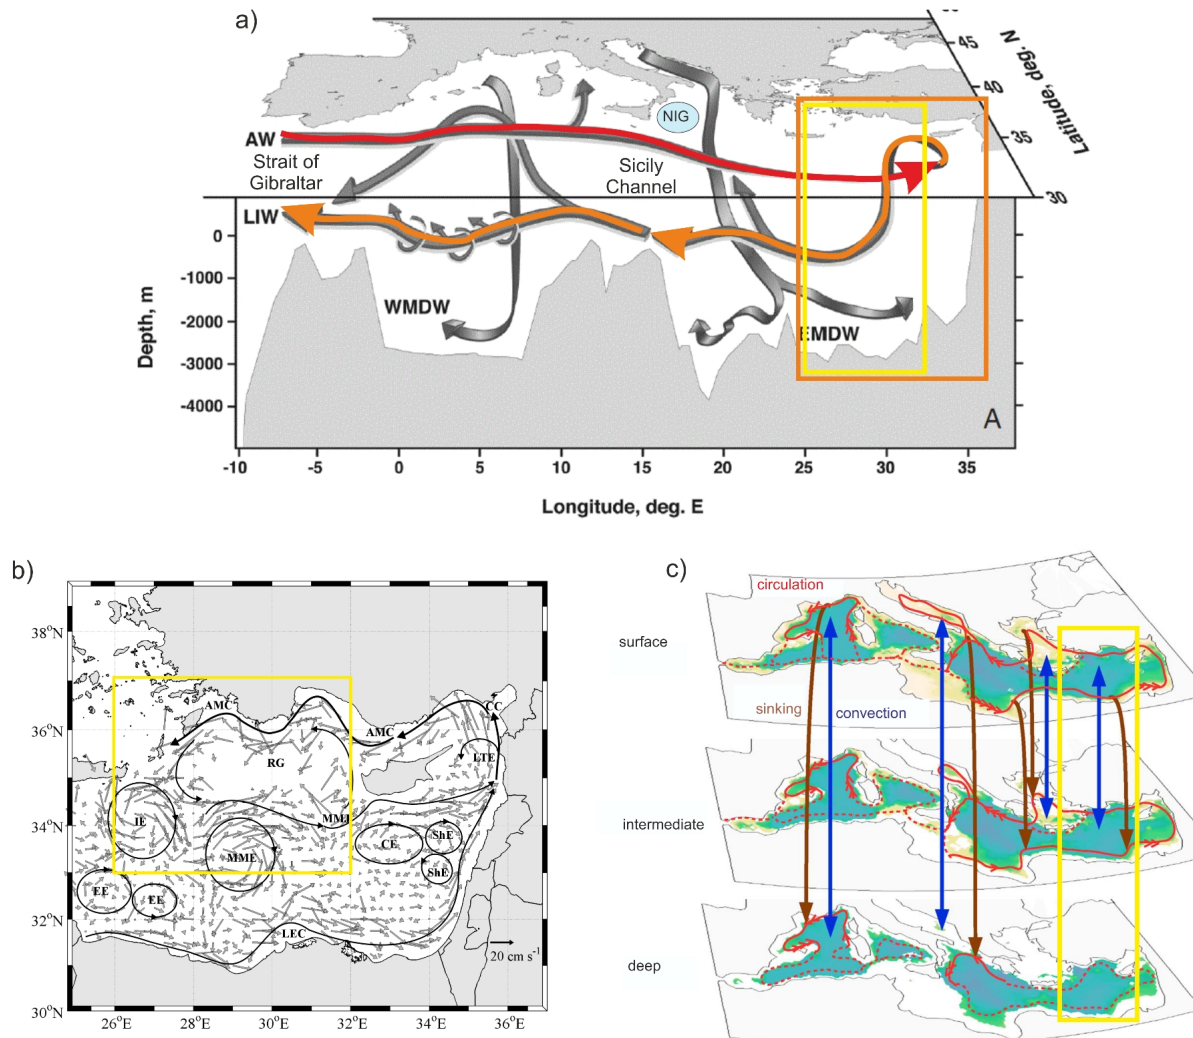 a)
45
40
35
30
Latitude, deg. N
NIG
AW
Strait of
Gibraltar
Sicily
Channel
LIW
0
-1000
-2000
-3000
-4000
Depth, m
WMDW
EMDW
A
-10 -5 0 5 10 15 20 25 30 35
Longitude, deg. E
b)
38°N
36°N
34°N
32°N
30°N
AMC
AMC
CC
RG
LTE
IE
MMJ
MME
CE
ShE
ShE
EE
EE
LEC
20 cm s⁻¹
26°E 28°E 30°E 32°E 34°E 36°E
c)
circulation
surface
sinking
convection
intermediate
deep